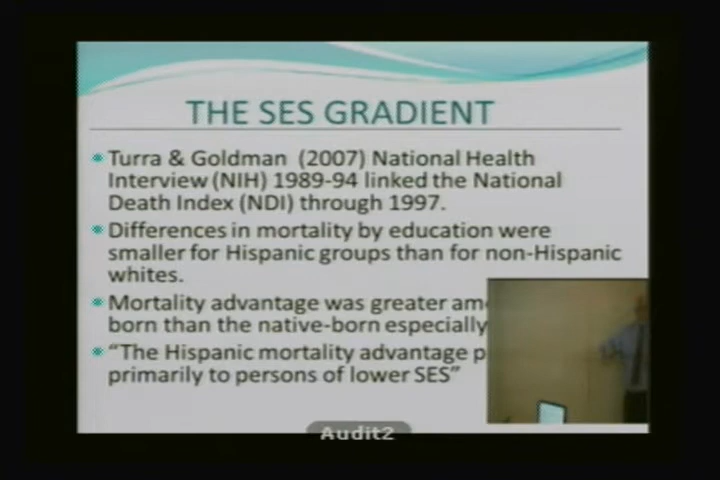 THE SES GRADIENT
Turra & Goldman (2007) National Health
Interview (NIH) 1989-94 linked the National
Death Index (NDI) through 1997.
Differences in mortality by education were
smaller for Hispanic groups than for non-Hispanic
whites.
Mortality advantage was greater
born than the native-born especially
"The Hispanic mortality advantage
primarily to persons of lower SES"
Audit2